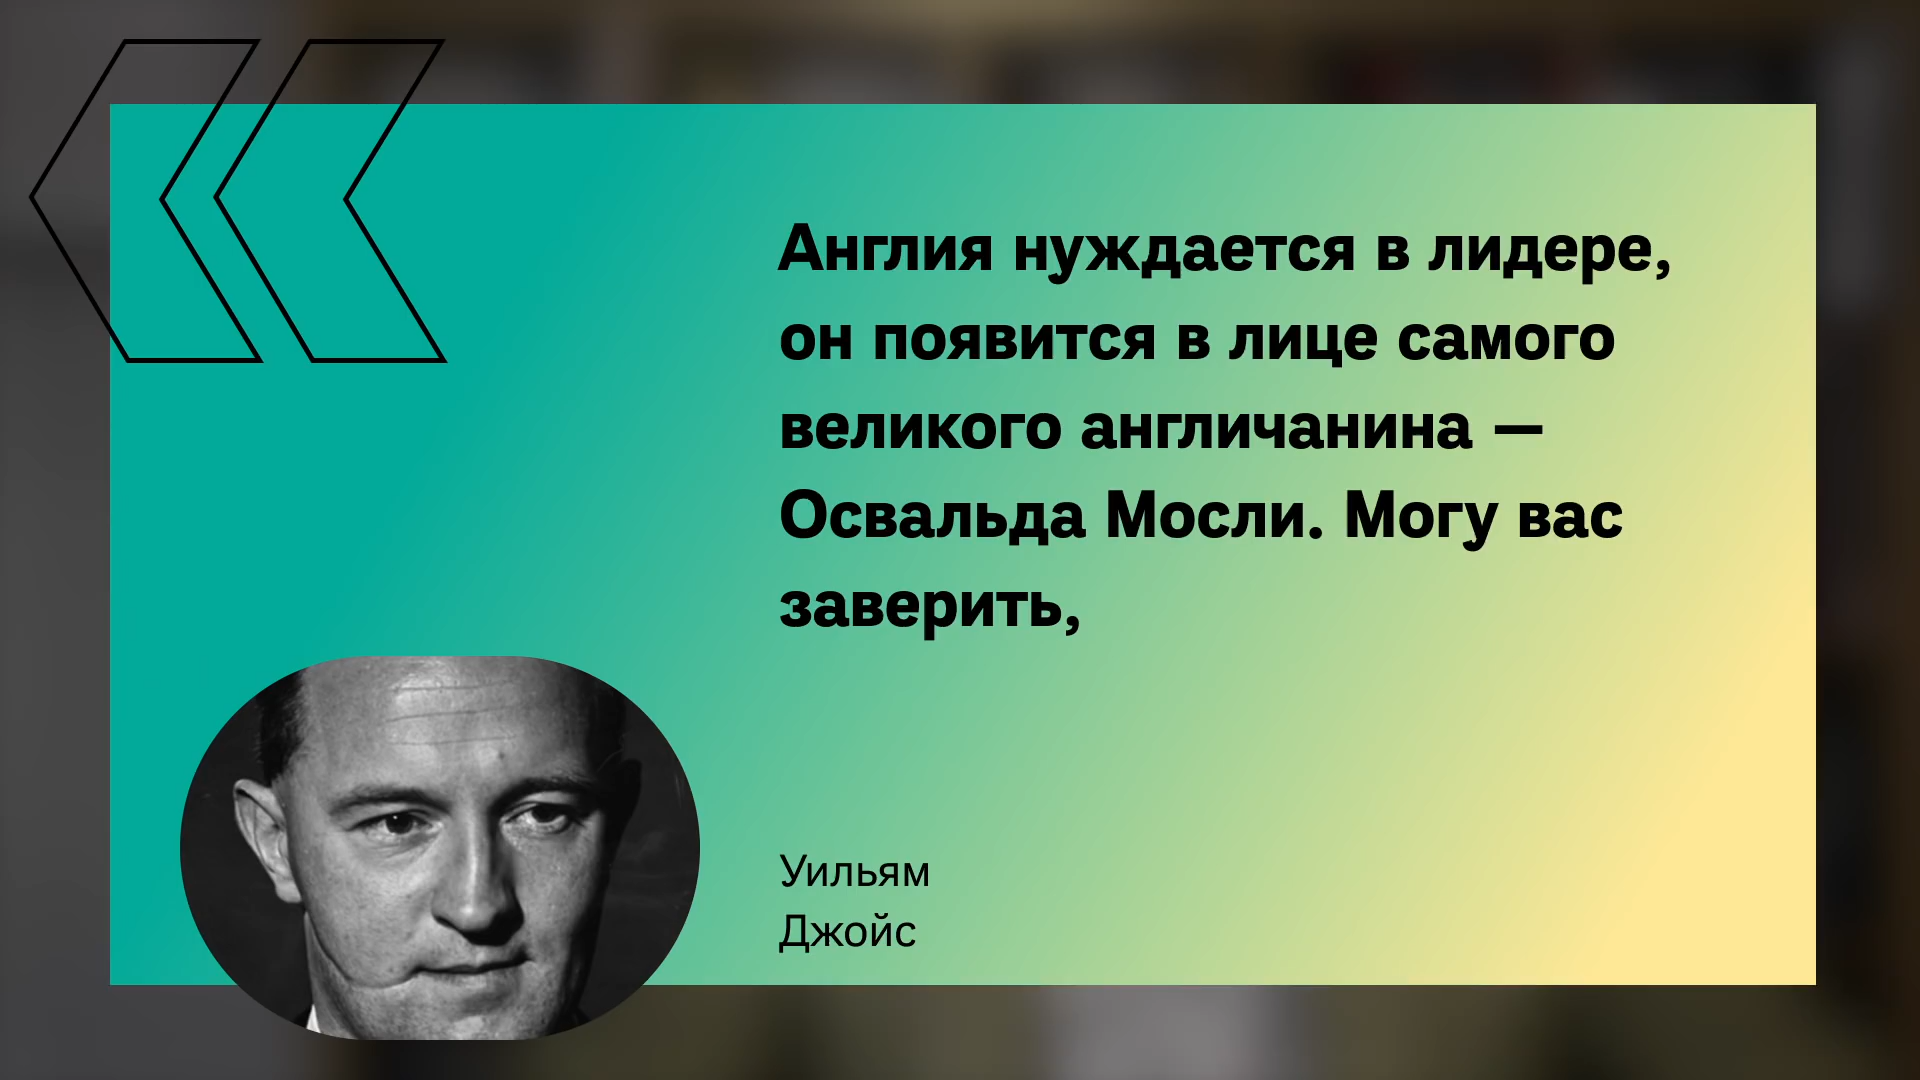 Англия нуждается в лидере,
он появится в лице самого
великого англичанина —
Освальда Мосли. Могу вас
заверить,
Уильям
Джойс